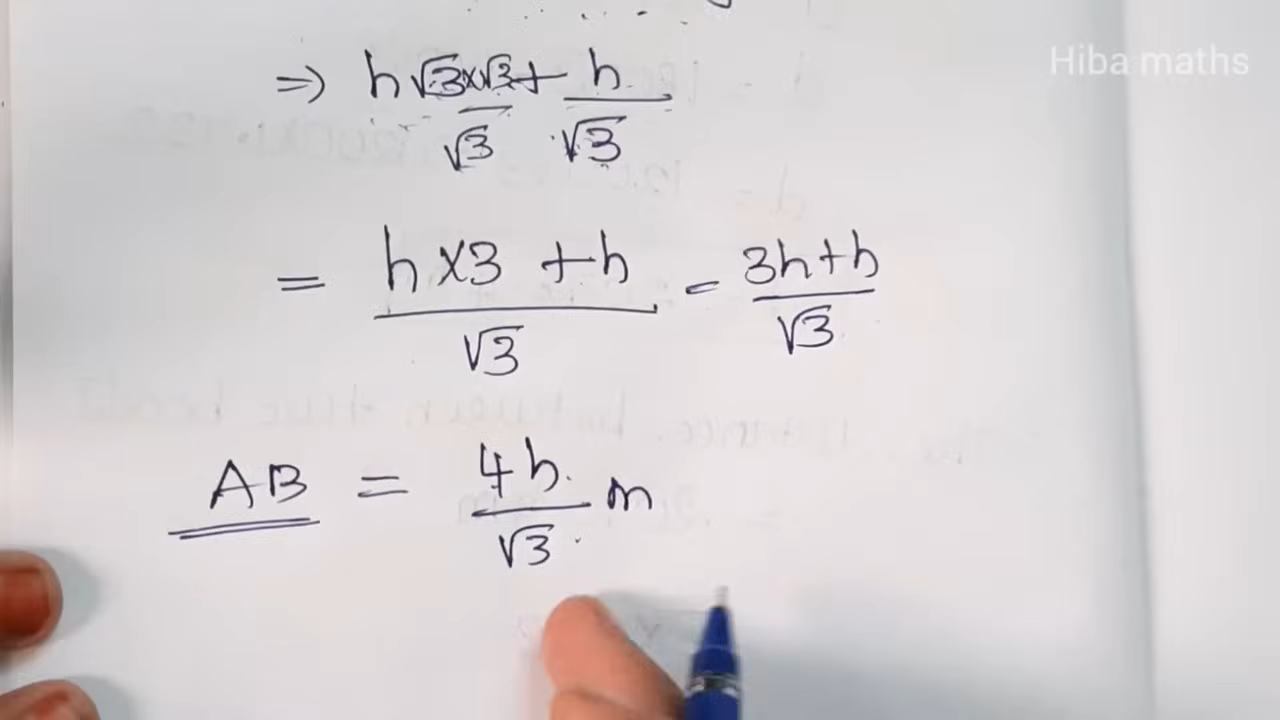 Hiba maths
⇒ h √3×√3/√3 + h/√3
= h×3 +h/√3 = 3h+h/√3
AB = 4h/√3 m